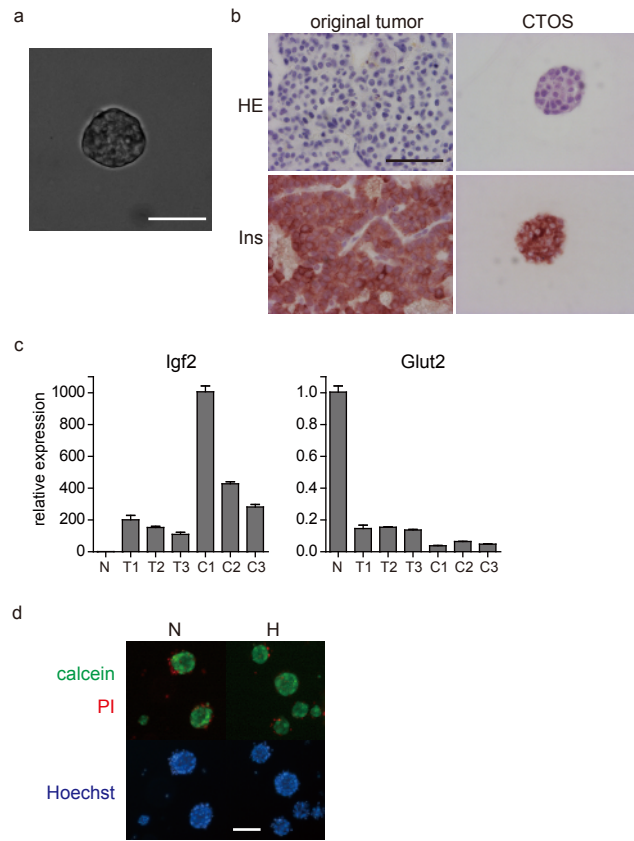 a
b
original tumor
CTOS
HE
Ins
c
Igf2
Glut2
relative expression
1000
800
600
400
200
0
N
T1
T2
T3
C1
C2
C3
1.0
0.8
0.6
0.4
0.2
0.0
N
T1
T2
T3
C1
C2
C3
d
N
H
calcein
PI
Hoechst